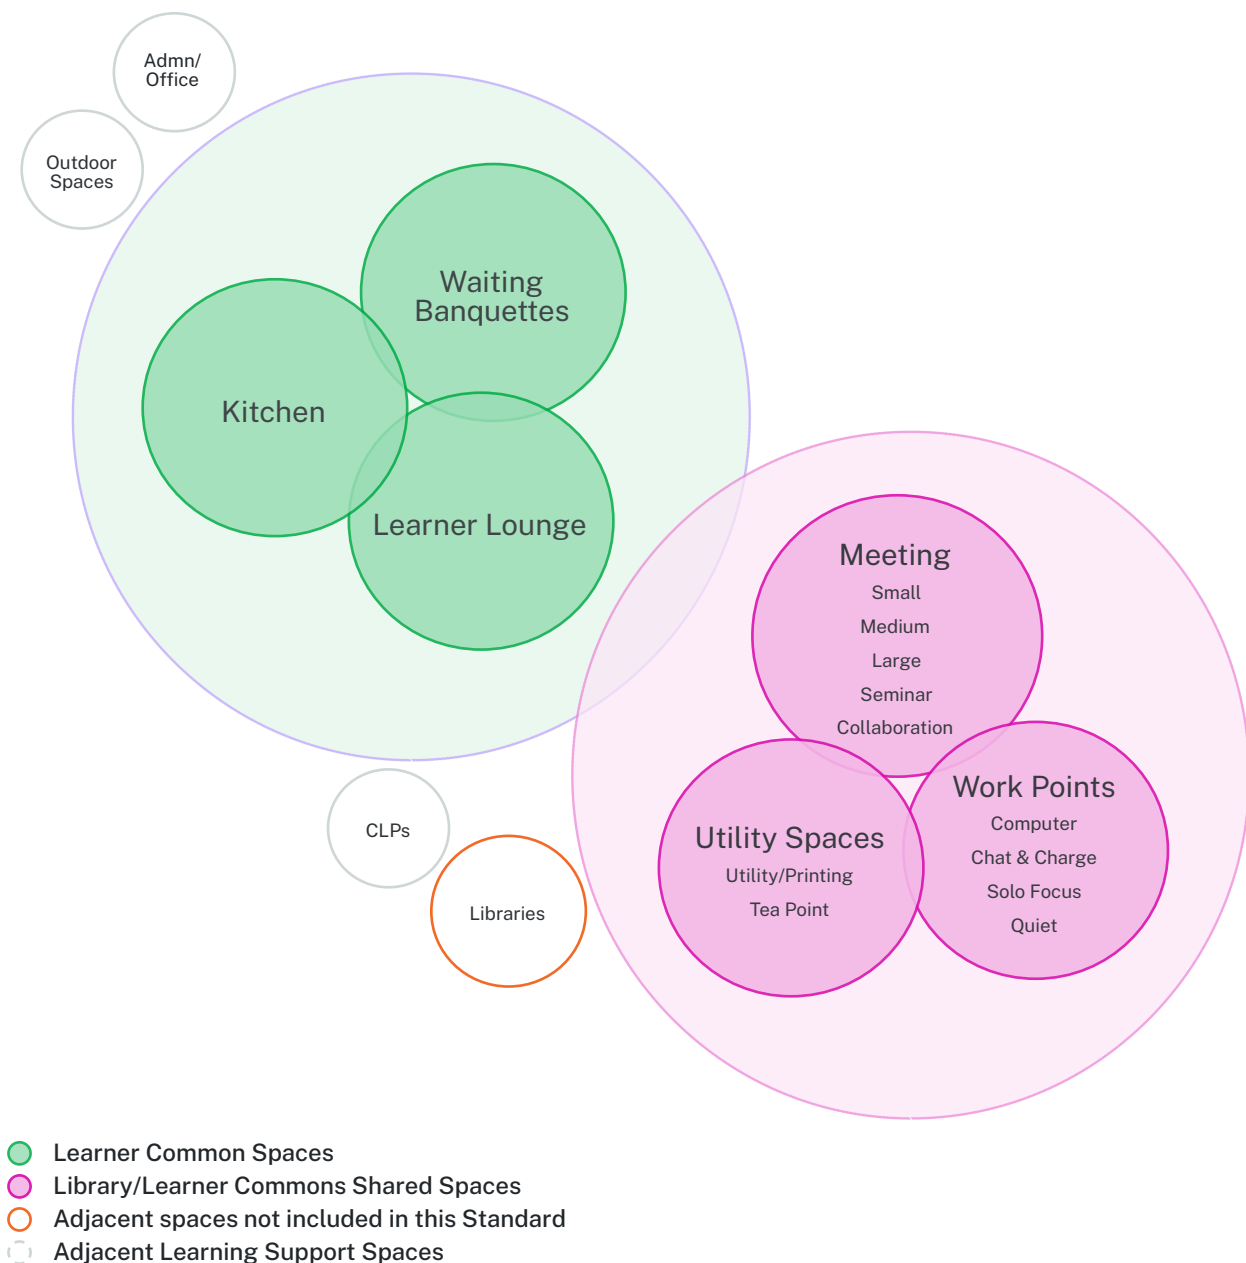 Admn/
Office
Outdoor
Spaces
Waiting
Banquettes
Kitchen
Learner Lounge
Meeting
Small
Medium
Large
Seminar
Collaboration
Work Points
Computer
Chat & Charge
Solo Focus
Quiet
Utility Spaces
Utility/Printing
Tea Point
CLPs
Libraries
Learner Common Spaces
Library/Learner Commons Shared Spaces
Adjacent spaces not included in this Standard
Adjacent Learning Support Spaces